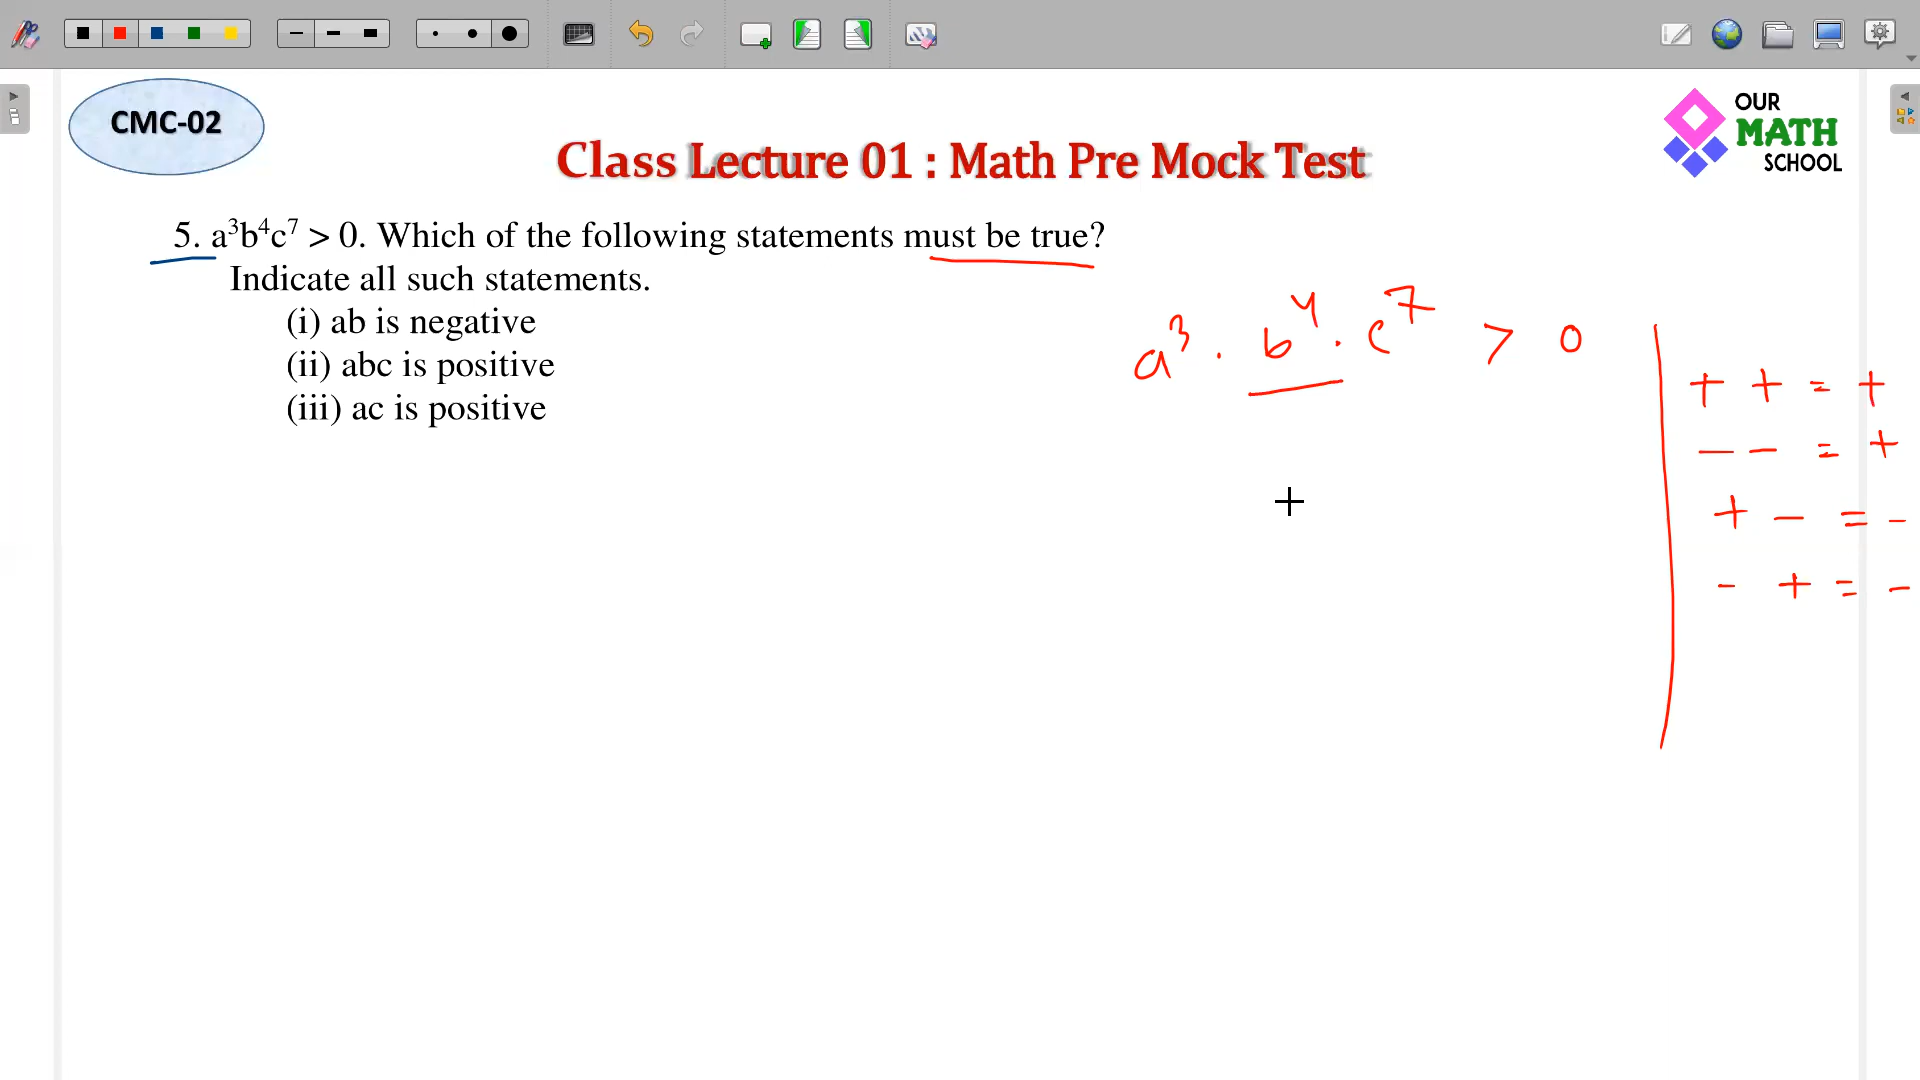 CMC-02
OUR
MATH
SCHOOL
Class Lecture 01 : Math Pre Mock Test
5. a³b⁴c⁷ > 0. Which of the following statements must be true?
Indicate all such statements.
(i) ab is negative
(ii) abc is positive
(iii) ac is positive
a³ . b⁴ . c⁷ > 0
+ + = +
− − = +
+ − = −
− + = −